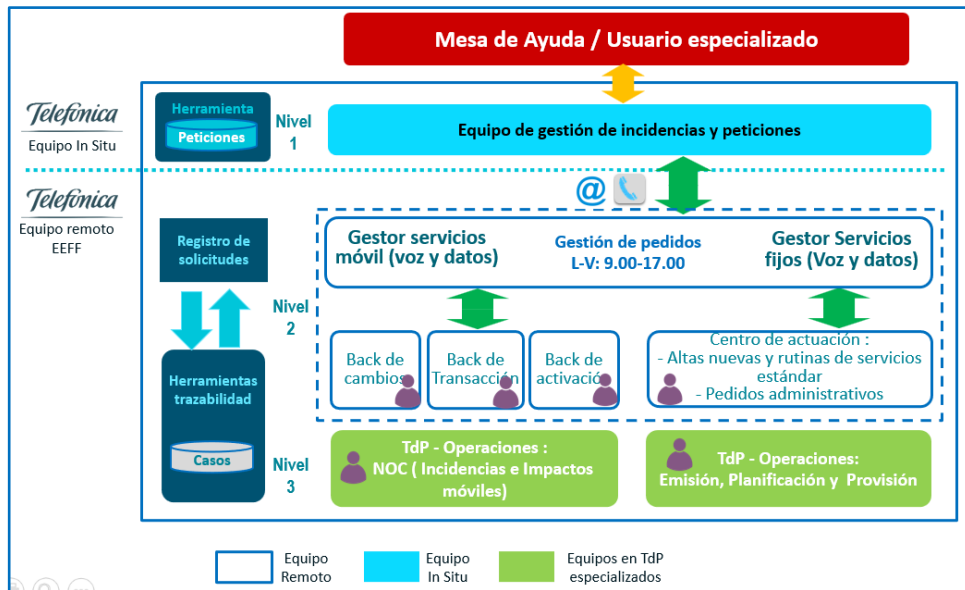 Mesa de Ayuda / Usuario especializado
Telefónica
Equipo In Situ
Herramienta
Peticiones
Nivel
1
Equipo de gestión de incidencias y peticiones
@
Telefónica
Equipo remoto
EEFF
Registro de
solicitudes
Gestor servicios
móvil (voz y datos)
Gestión de pedidos
L-V: 9.00-17.00
Gestor Servicios
fijos (Voz y datos)
Nivel
2
Back de
cambios
Back de
Transacción
Back de
activació
Centro de actuación :
- Altas nuevas y rutinas de servicios
estándar
- Pedidos administrativos
Herramientas
trazabilidad
Casos
Nivel
3
TdP - Operaciones :
NOC ( Incidencias e Impactos
móviles)
TdP - Operaciones:
Emisión, Planificación y Provisión
Equipo
Remoto
Equipo
In Situ
Equipos en TdP
especializados